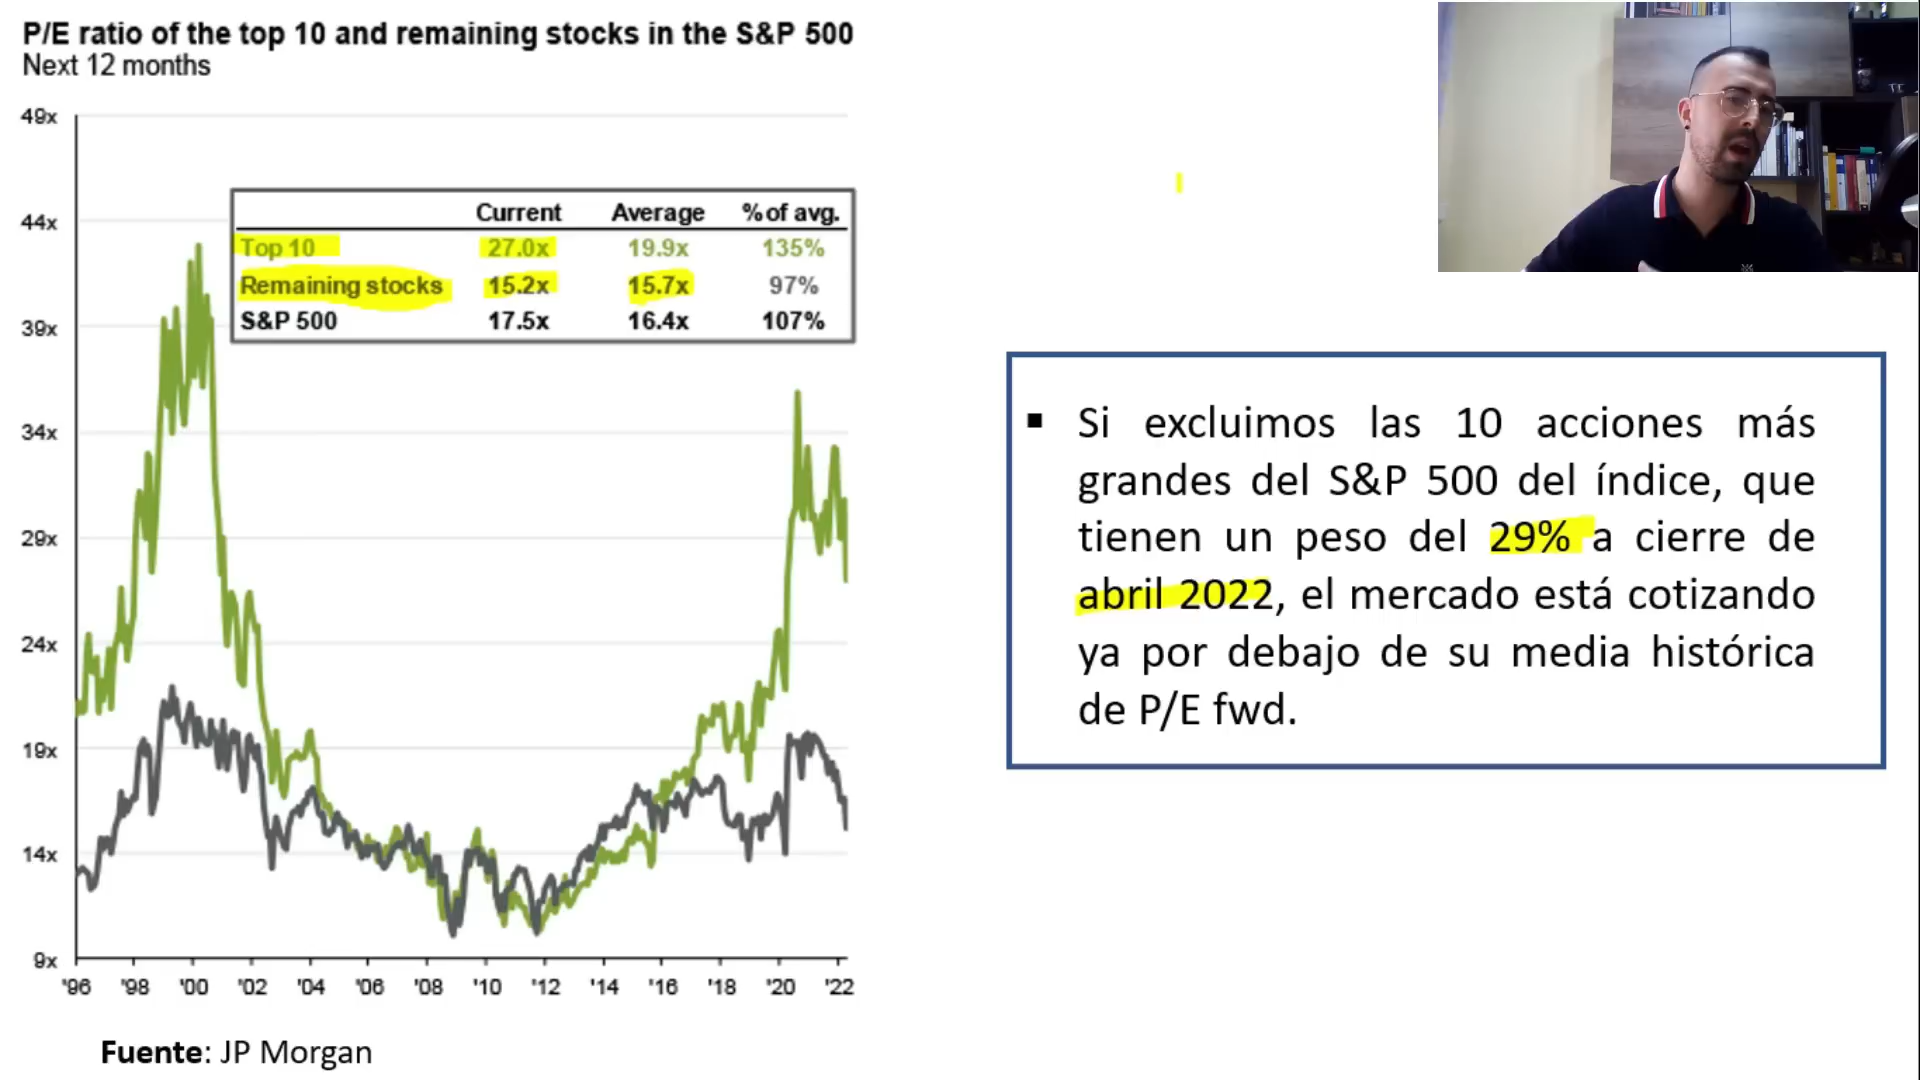 P/E ratio of the top 10 and remaining stocks in the S&P 500
Next 12 months
49x
44x
39x
34x
29x
24x
19x
14x
9x
Current Average % of avg.
Top 10 27.0x 19.9x 135%
Remaining stocks 15.2x 15.7x 97%
S&P 500 17.5x 16.4x 107%
'96 '98 '00 '02 '04 '06 '08 '10 '12 '14 '16 '18 '20 '22
Fuente: JP Morgan
▪ Si excluimos las 10 acciones más
grandes del S&P 500 del índice, que
tienen un peso del 29% a cierre de
abril 2022, el mercado está cotizando
ya por debajo de su media histórica
de P/E fwd.